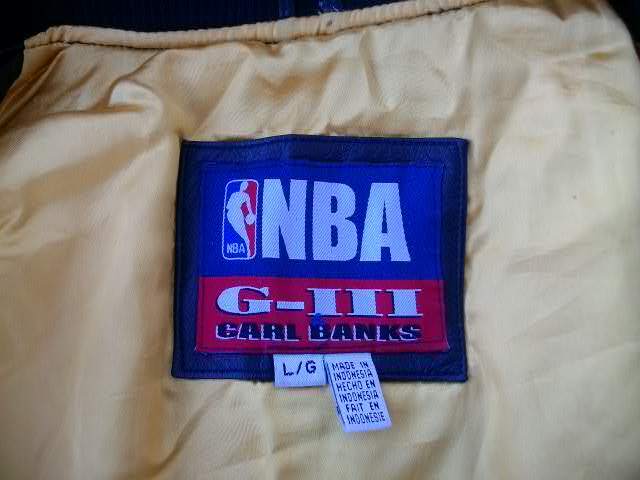 NBA
NBA
G-III
CARL BANKS
L/G
MADE IN
INDONESIA
HECHO EN
INDONESIA
FAIT EN
INDONESIE